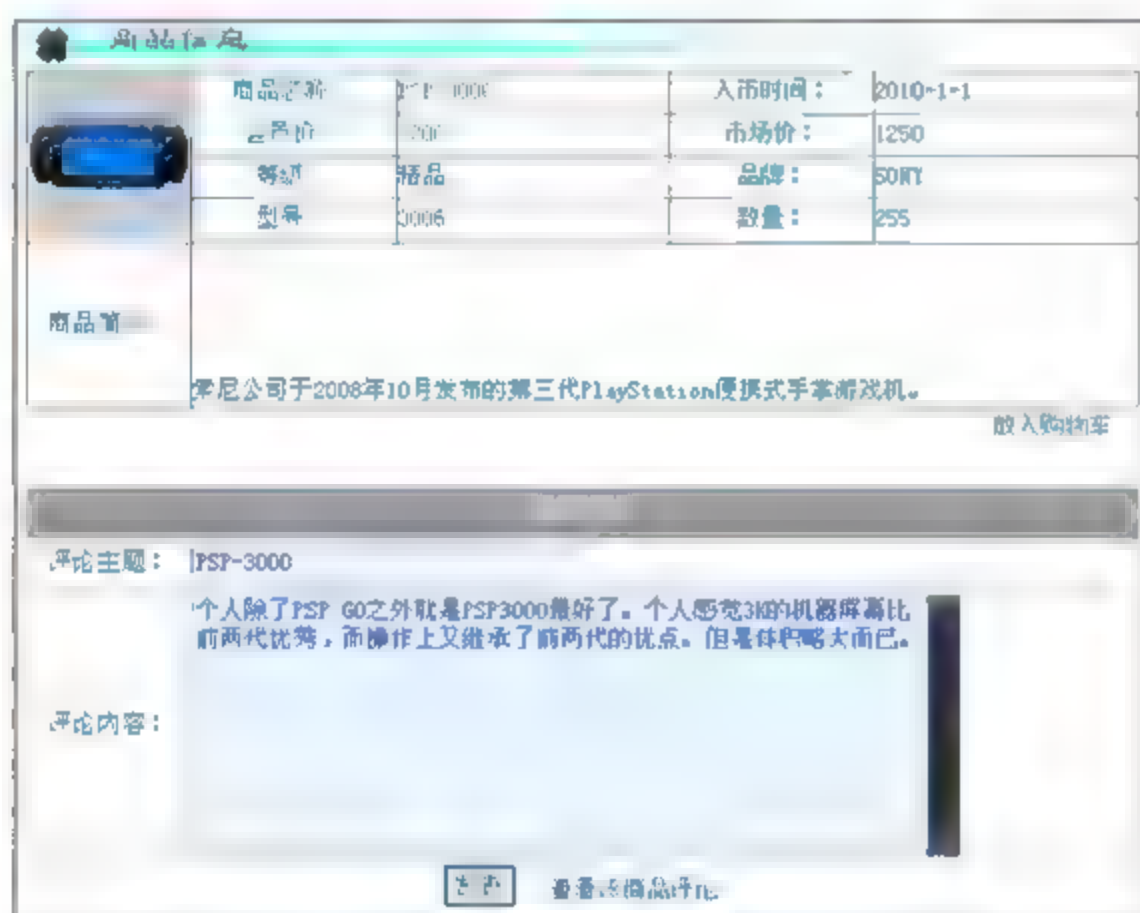 商品信息
商品名称 入市时间： 2010-1-1
市场价： 1250
等级 精品 品牌： SONY
型号 0006 数量： 255
商品简
索尼公司于2008年10月发布的第三代PlayStation便携式手掌游戏机。
放入购物车
评论主题： PSP-3000
个人除了PSP GO之外就是PSP3000最好了。个人感觉3K的机器屏幕比
前两代优秀，而操作上又继承了前两代的优点。但是体积略大而已。
评论内容：
查看该商品评论